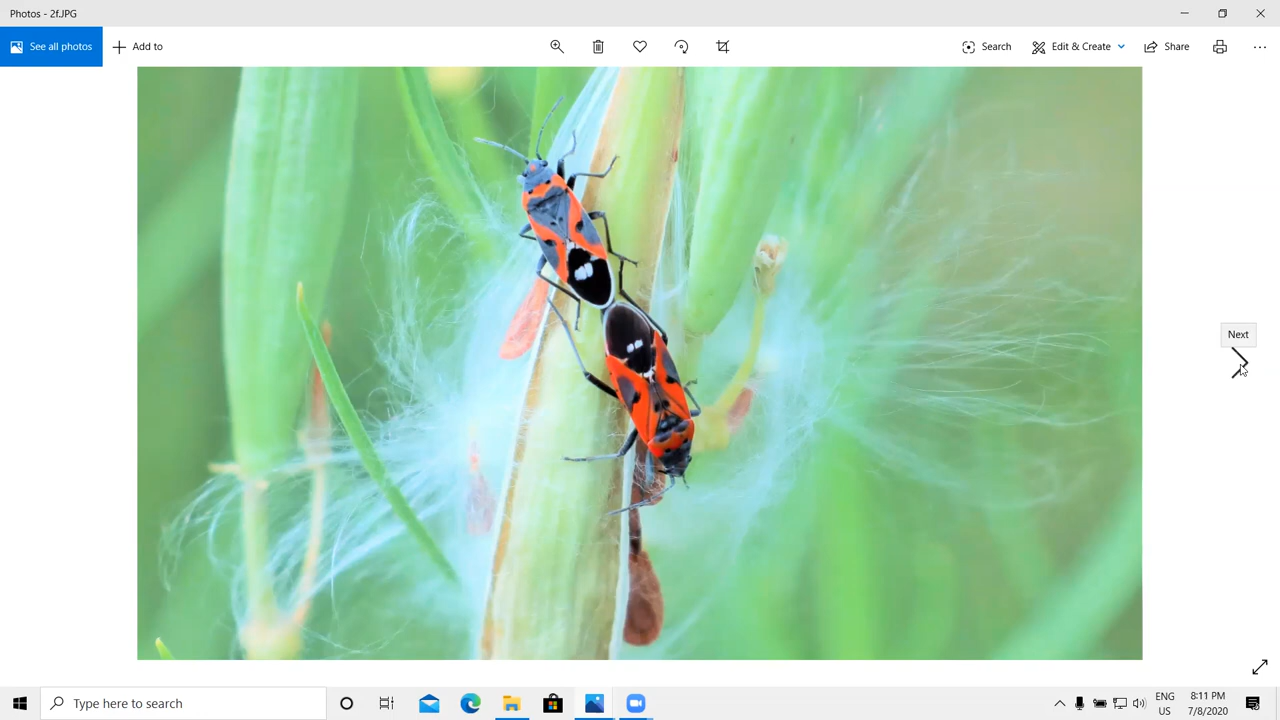 Photos - 2f.JPG
See all photos
Add to
Search
Edit & Create
Share
Next
Type here to search
ENG
US
8:11 PM
7/8/2020